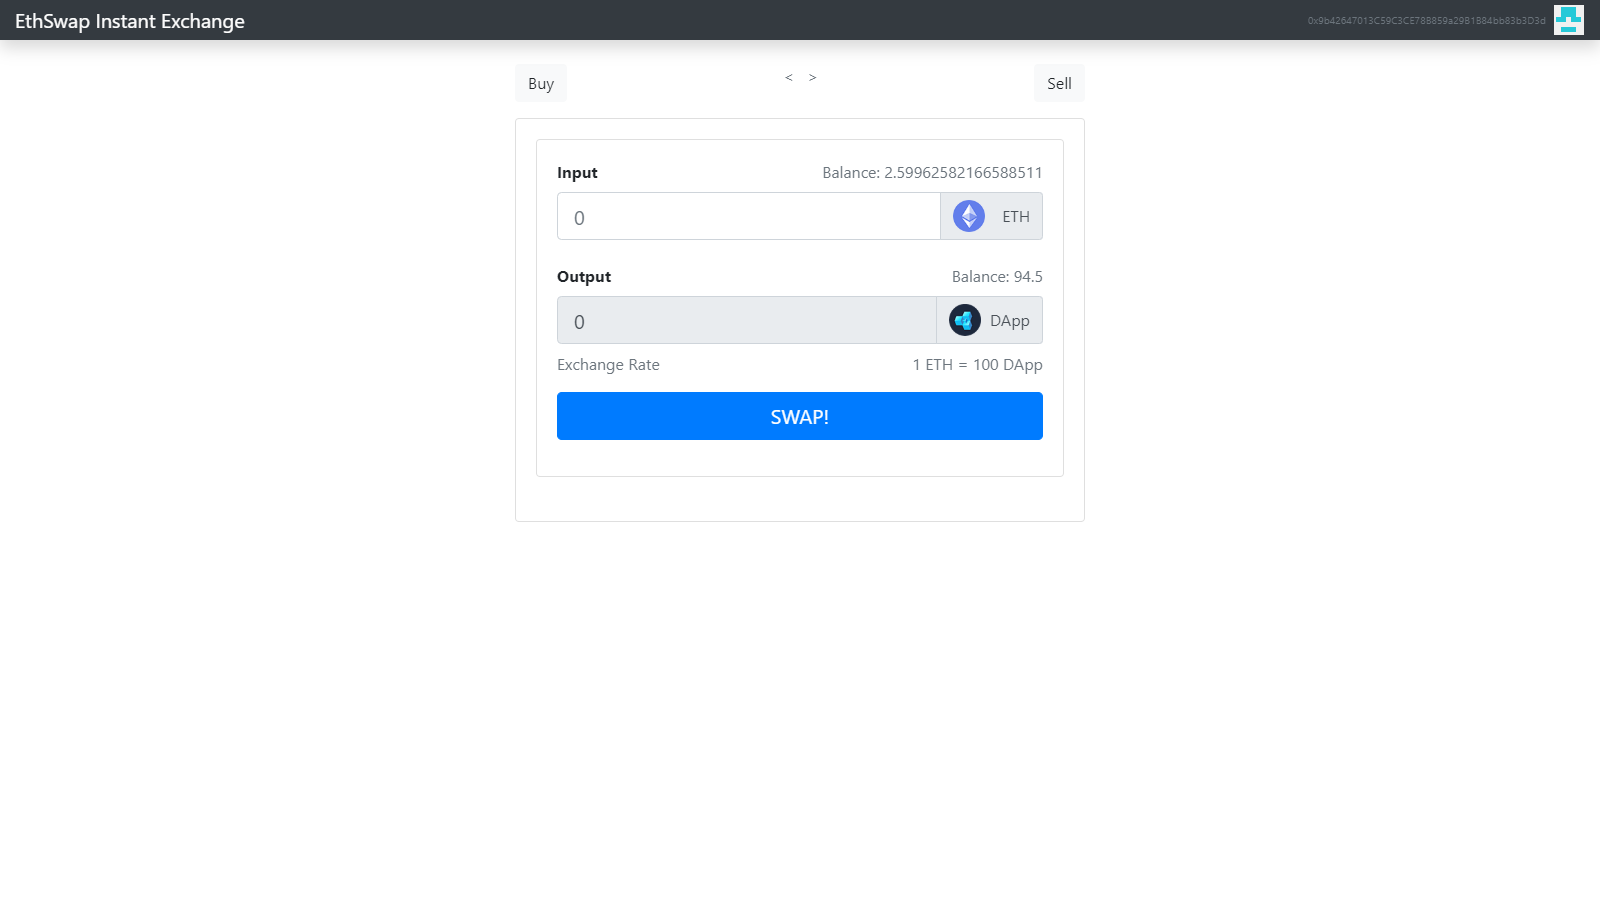 EthSwap Instant Exchange
0x9b42647013C59C3CE78B859a29B1B84bb83b3D3d
Buy < > Sell
Input Balance: 2.59962582166588511
0 ETH
Output Balance: 94.5
0 DApp
Exchange Rate 1 ETH = 100 DApp
SWAP!